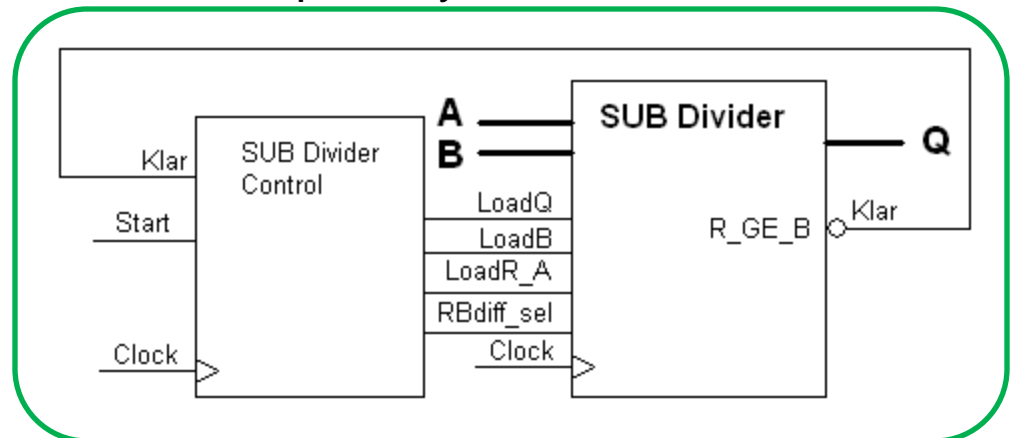 A
SUB Divider
B
Q
Klar
SUB Divider
Control
Start
LoadQ
LoadB
LoadR_A
RBdiff_sel
R_GE_B
Klar
Clock
Clock